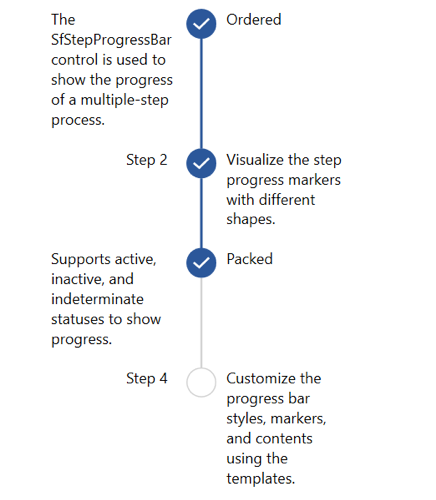 The
SfStepProgressBar
control is used to
show the progress
of a multiple-step
process.
Ordered
Step 2
Visualize the step
progress markers
with different
shapes.
Supports active,
inactive, and
indeterminate
statuses to show
progress.
Packed
Step 4
Customize the
progress bar
styles, markers,
and contents
using the
templates.